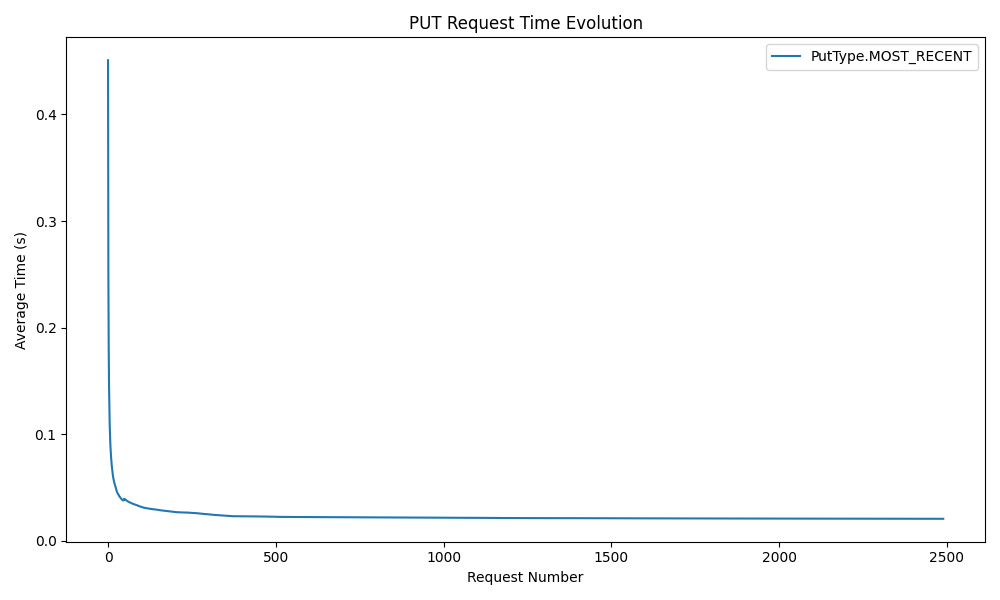 PUT Request Time Evolution
PutType.MOST_RECENT
Average Time (s)
0.4
0.3
0.2
0.1
0.0
0 500 1000 1500 2000 2500
Request Number